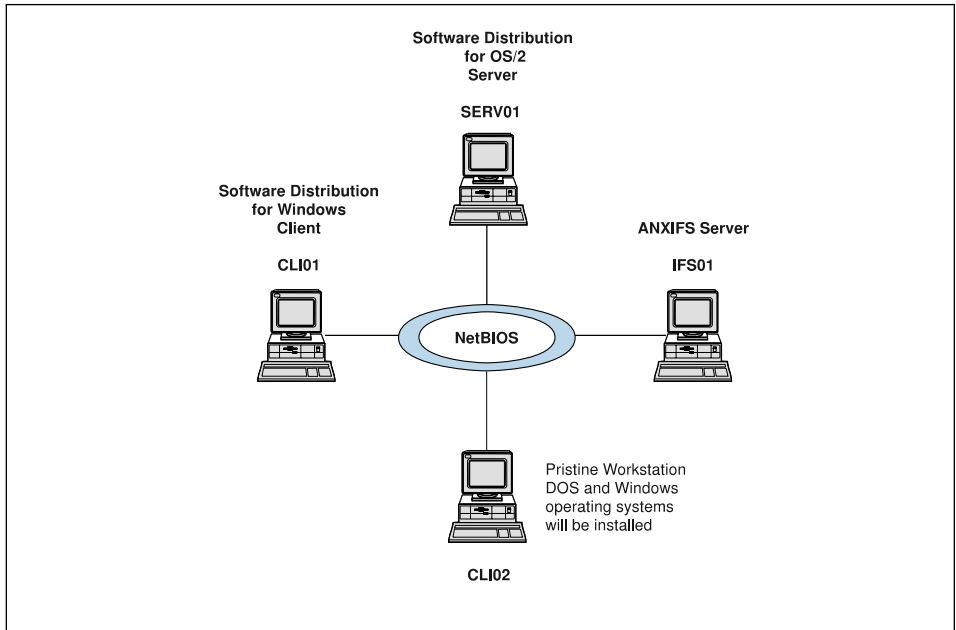 Software Distribution
for OS/2
Server
SERV01
Software Distribution
for Windows
Client
CLI01
ANXIFS Server
IFS01
NetBIOS
Pristine Workstation
DOS and Windows
operating systems
will be installed
CLI02